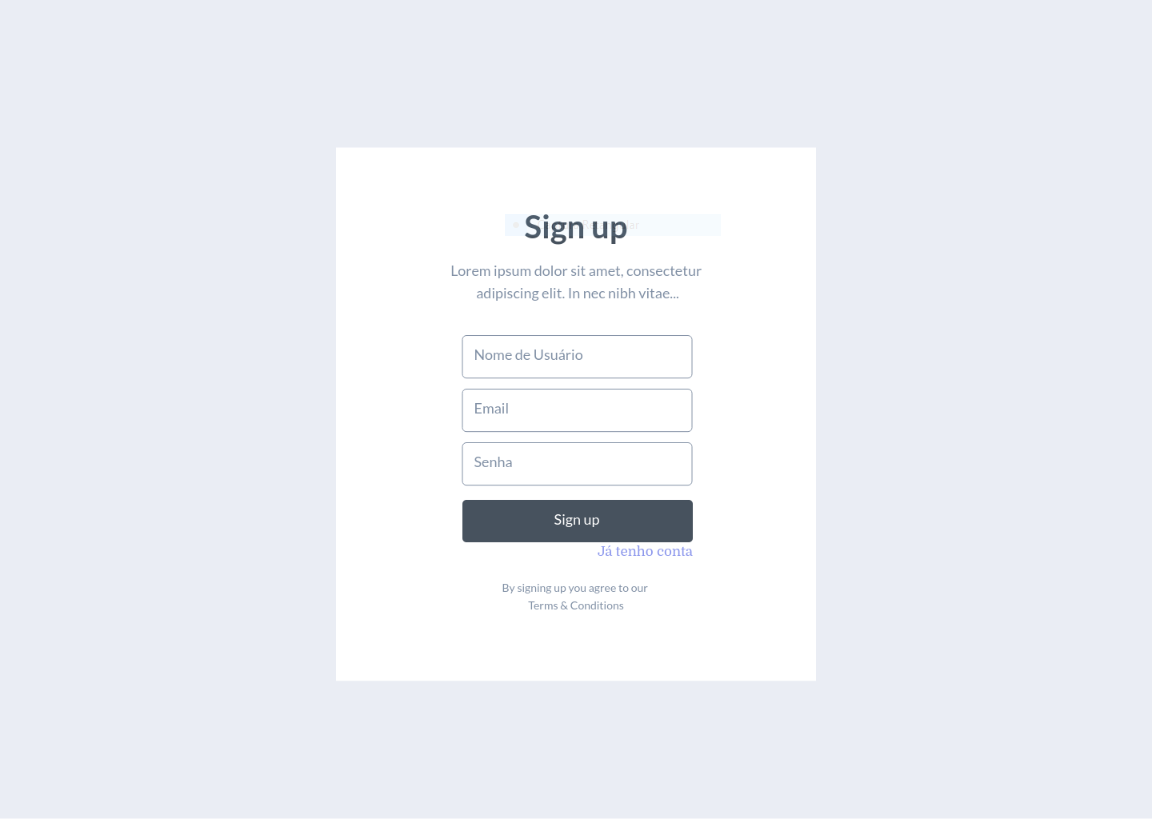 Sign up
Lorem ipsum dolor sit amet, consectetur
adipiscing elit. In nec nibh vitae...
Nome de Usuário
Email
Senha
Sign up
Já tenho conta
By signing up you agree to our
Terms & Conditions